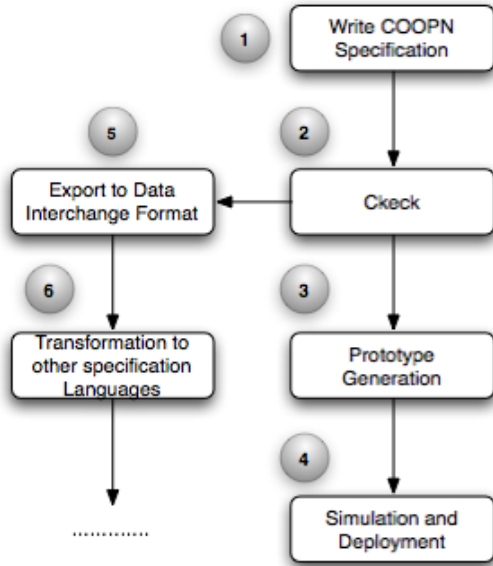 1
Write COOPN
Specification
5
2
Export to Data
Interchange Format
Ckeck
6
3
Transformation to
other specification
Languages
Prototype
Generation
4
.............
Simulation and
Deployment